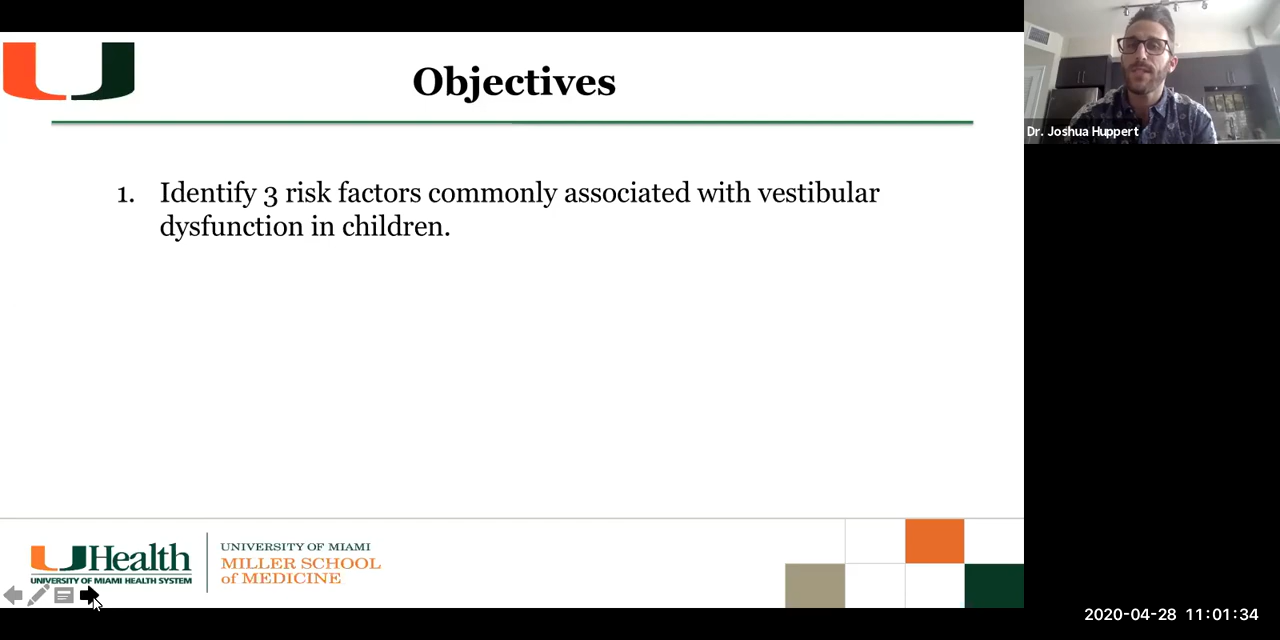 Objectives
1. Identify 3 risk factors commonly associated with vestibular
dysfunction in children.
Dr. Joshua Huppert
UHealth
UNIVERSITY OF MIAMI HEALTH SYSTEM
UNIVERSITY OF MIAMI
MILLER SCHOOL
of MEDICINE
2020-04-28 11:01:34